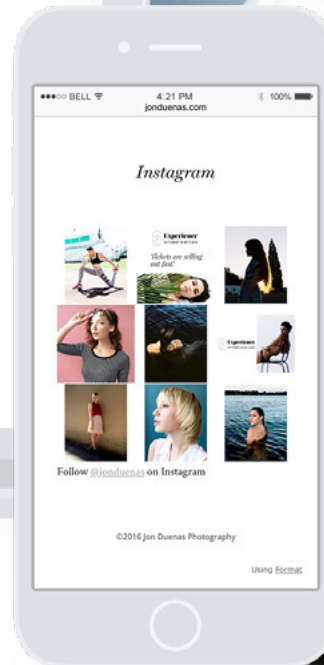 BELL 4:21 PM 100%
jonduenas.com
Instagram
Experience
Tickets are selling
out fast!
Experience
Follow @jonduenas on Instagram
©2016 Jon Duenas Photography
Using Format